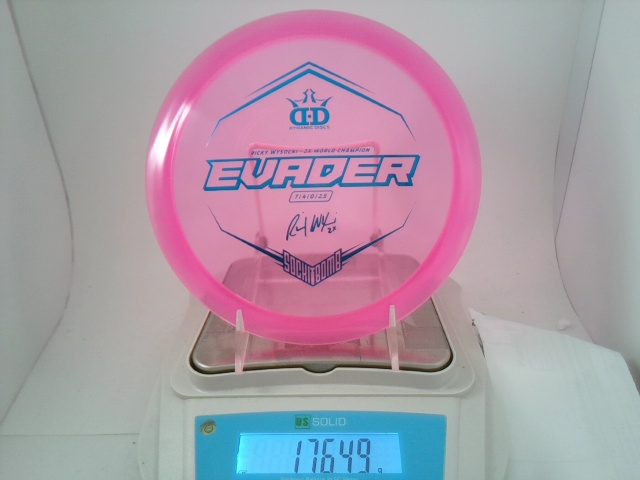 DYNAMIC DISCS
RICKY WYSOCKI - 2X WORLD CHAMPION
EVADER
7|4|0|2.5
SOCKIBOMB
US SOLID
176.49 g